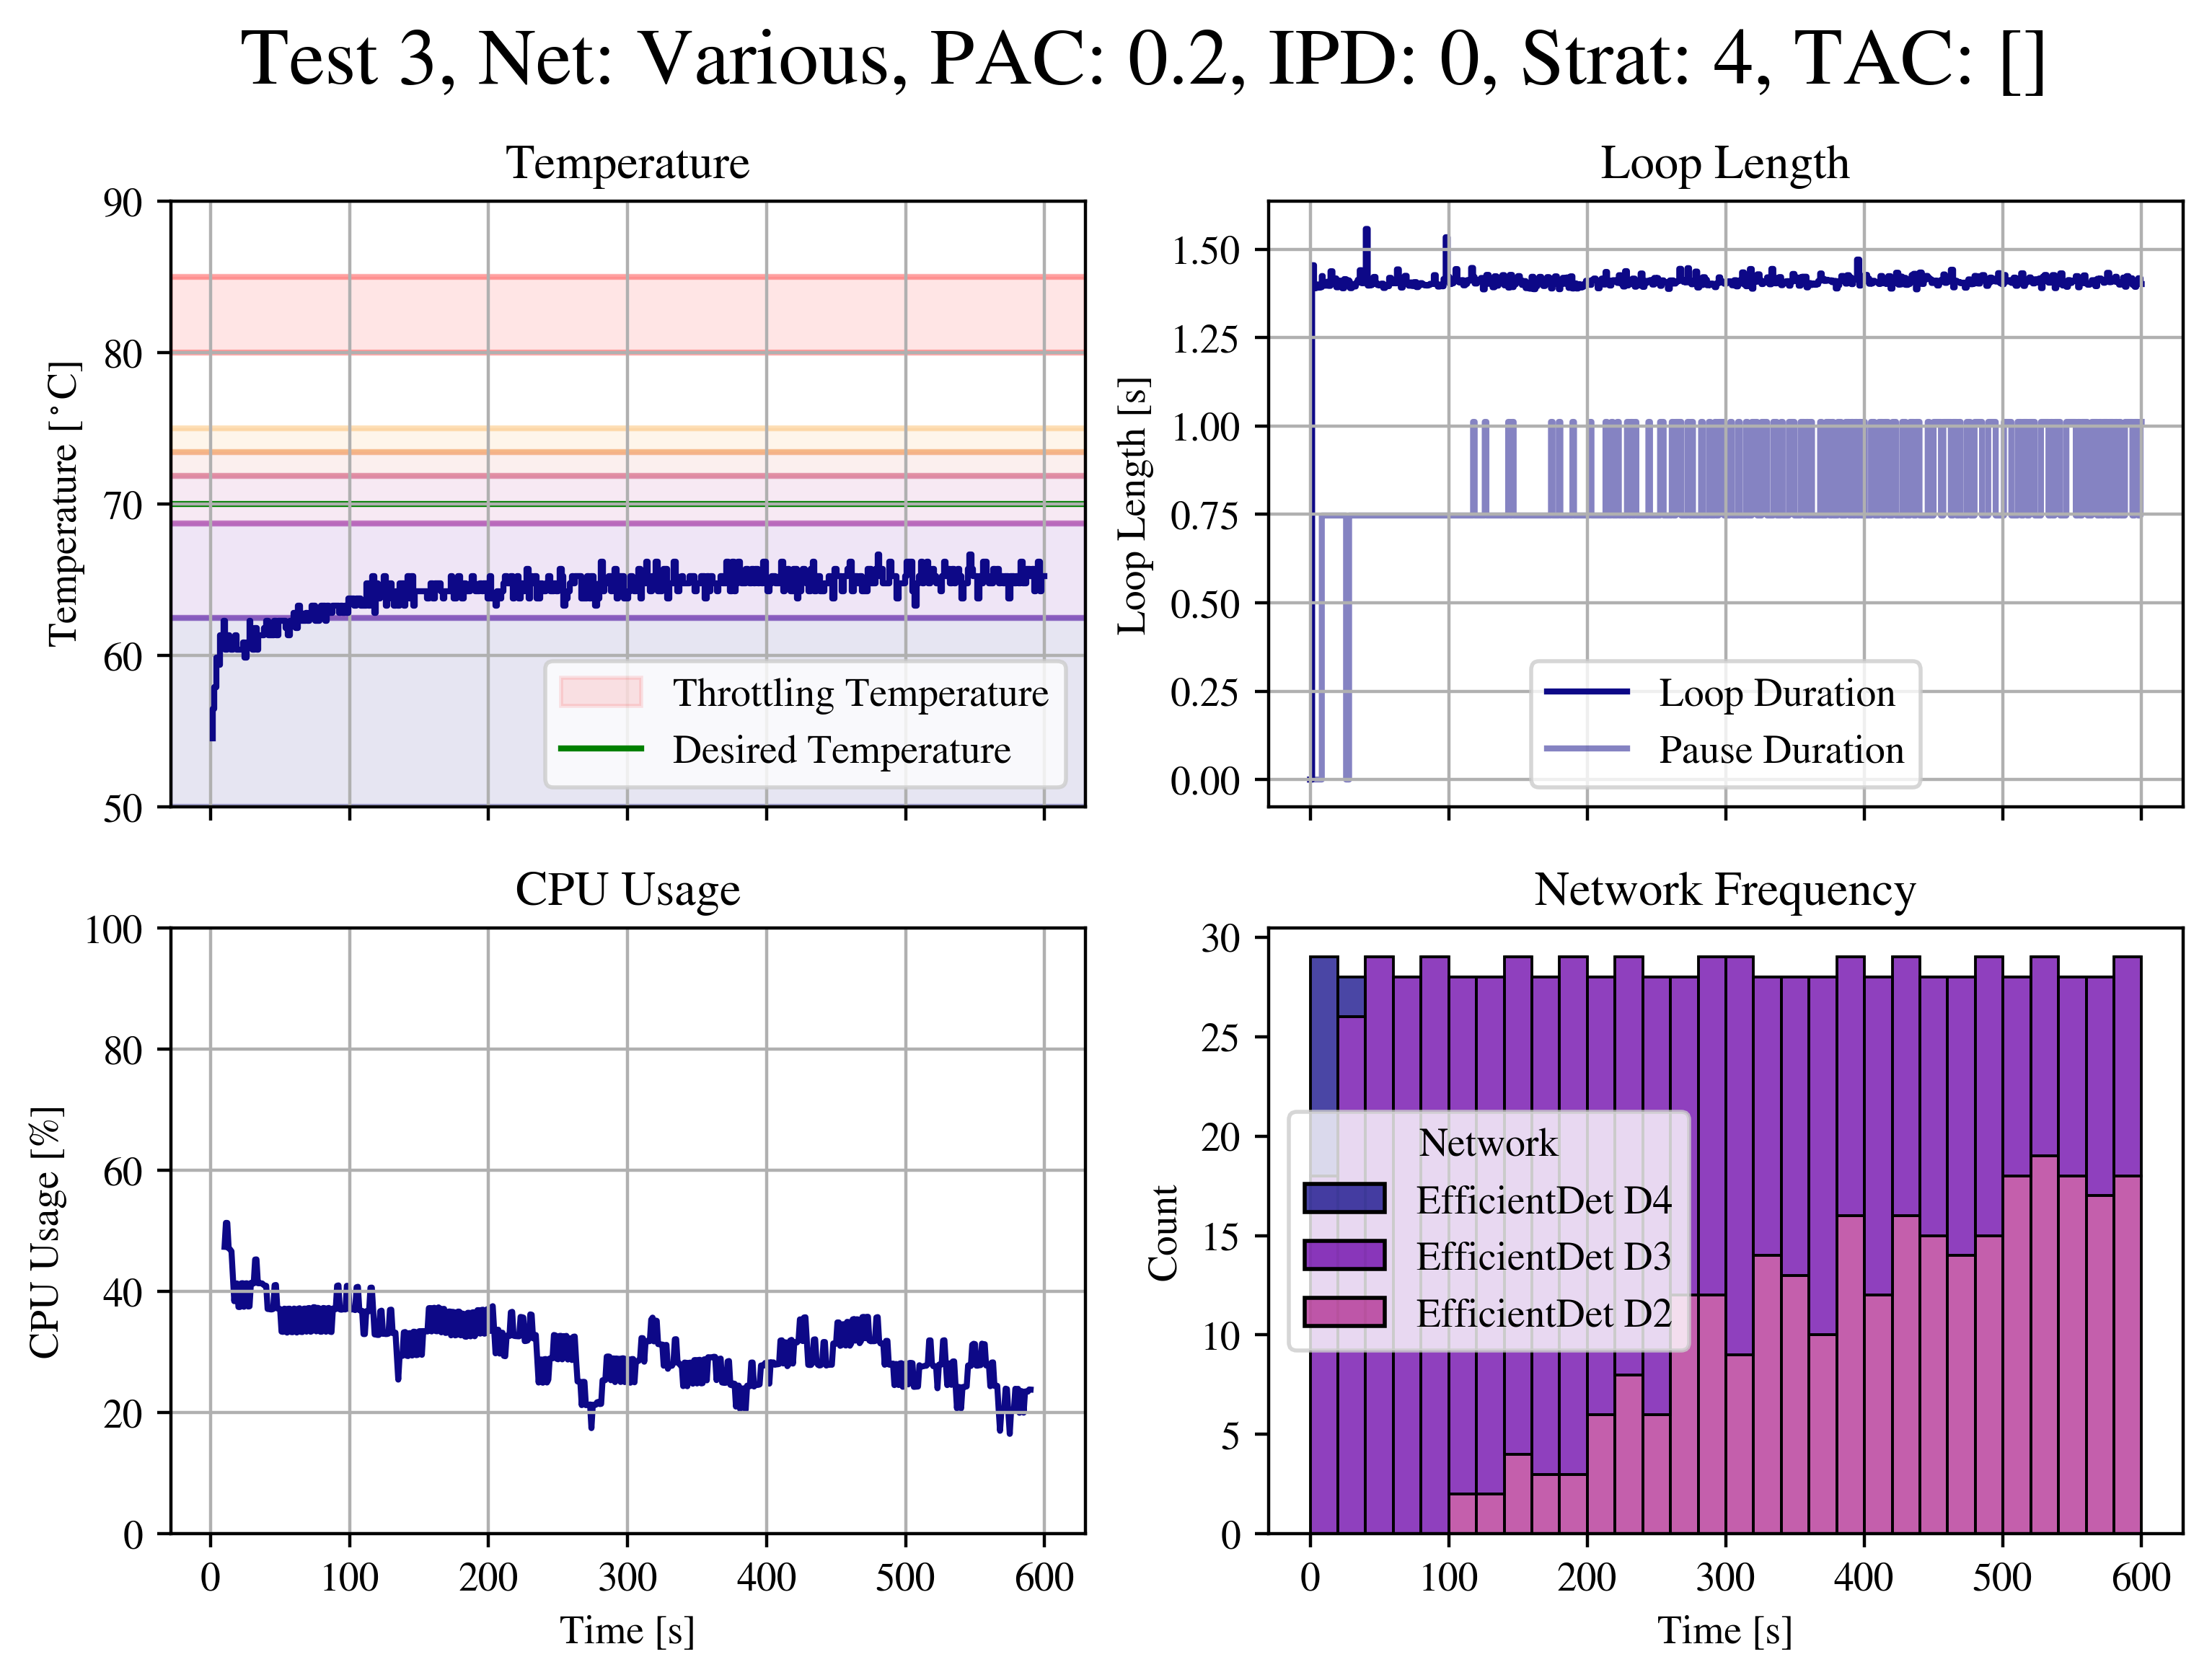 Test 3, Net: Various, PAC: 0.2, IPD: 0, Strat: 4, TAC: []
Temperature
90
80
70
60
50
Temperature [°C]
Throttling Temperature
Desired Temperature
Loop Length
1.50
1.25
1.00
0.75
0.50
0.25
0.00
Loop Length [s]
Loop Duration
Pause Duration
CPU Usage
100
80
60
40
20
0
CPU Usage [%]
0 100 200 300 400 500 600
Time [s]
Network Frequency
30
25
20
15
10
5
0
Count
Network
EfficientDet D4
EfficientDet D3
EfficientDet D2
0 100 200 300 400 500 600
Time [s]